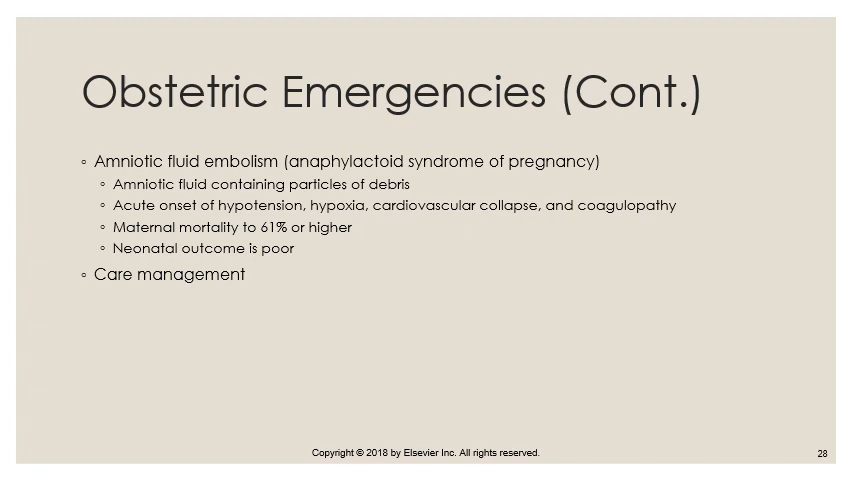 Obstetric Emergencies (Cont.)
◦ Amniotic fluid embolism (anaphylactoid syndrome of pregnancy)
◦ Amniotic fluid containing particles of debris
◦ Acute onset of hypotension, hypoxia, cardiovascular collapse, and coagulopathy
◦ Maternal mortality to 61% or higher
◦ Neonatal outcome is poor
◦ Care management
Copyright © 2018 by Elsevier Inc. All rights reserved.
28